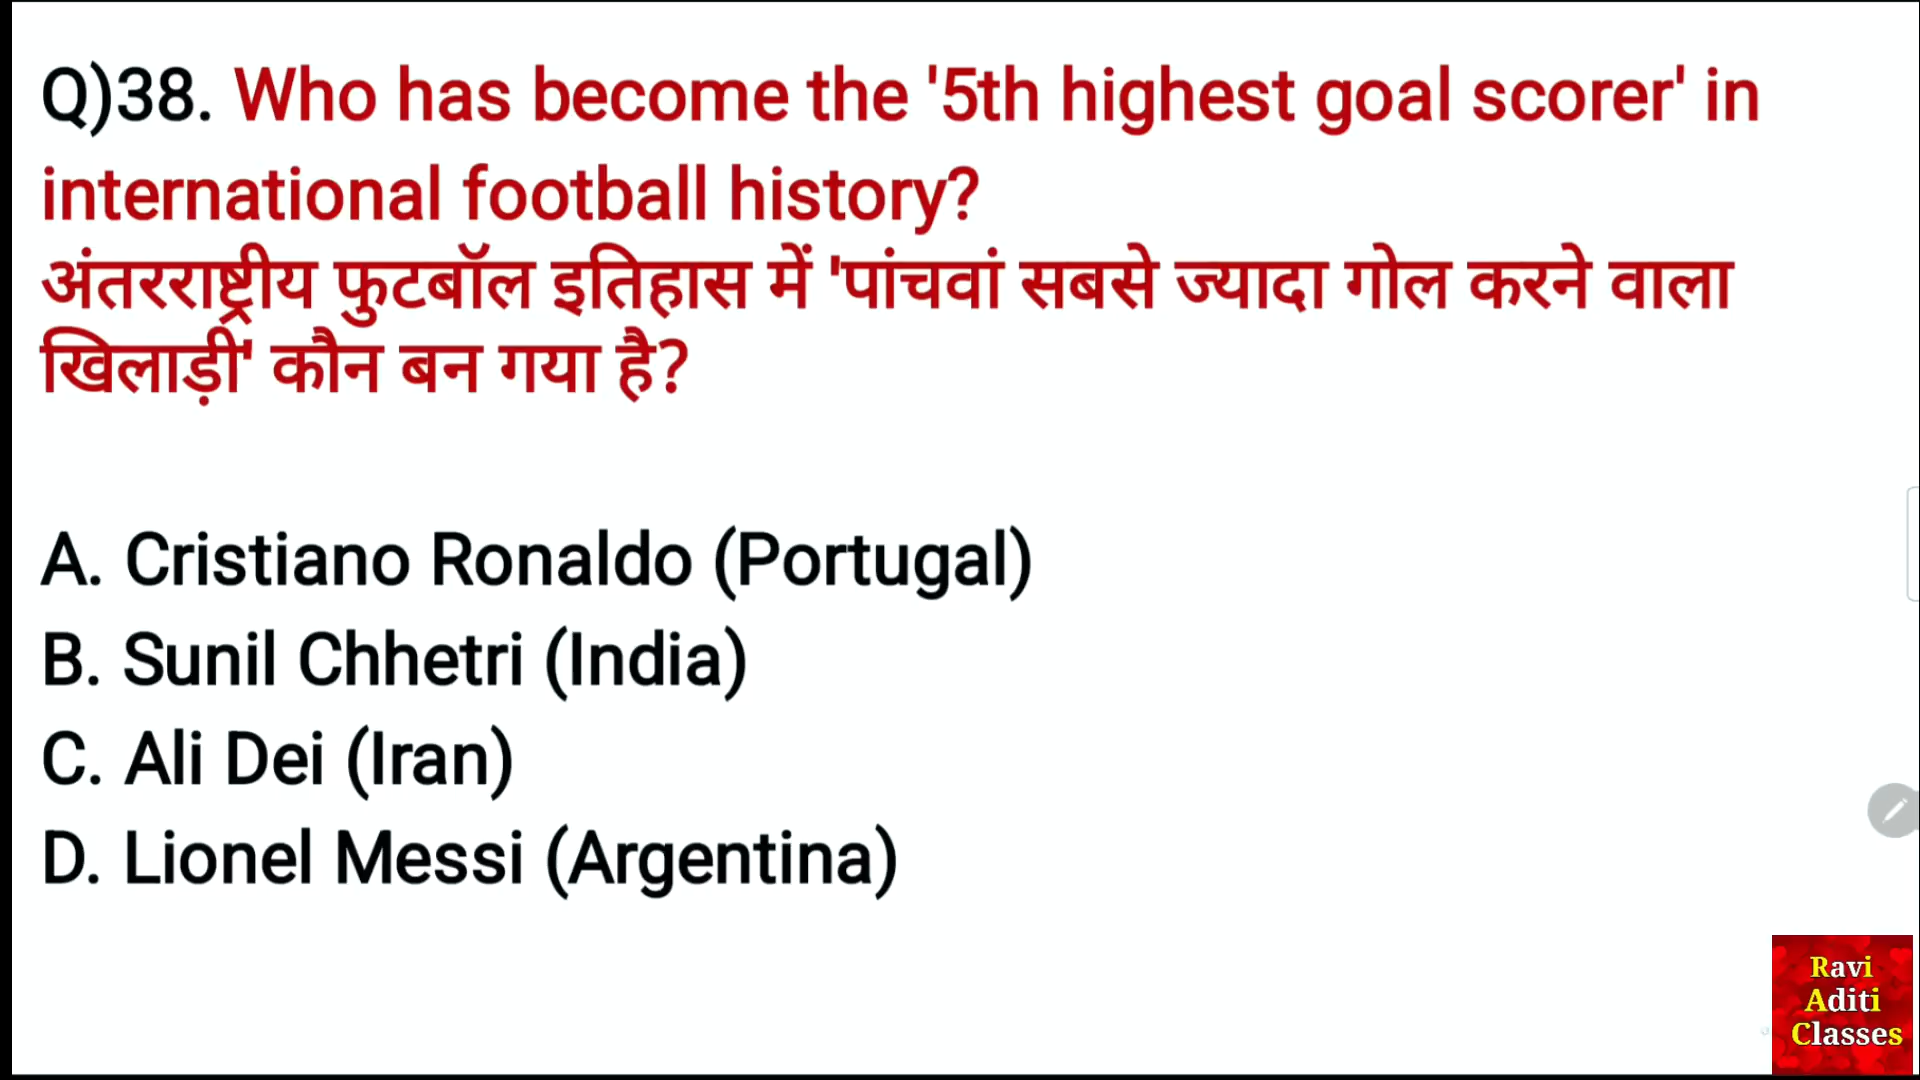 Q)38. Who has become the '5th highest goal scorer' in
international football history?
अंतरराष्ट्रीय फुटबॉल इतिहास में 'पांचवां सबसे ज्यादा गोल करने वाला
खिलाड़ी' कौन बन गया है?
A. Cristiano Ronaldo (Portugal)
B. Sunil Chhetri (India)
C. Ali Dei (Iran)
D. Lionel Messi (Argentina)
Ravi
Aditi
Classes